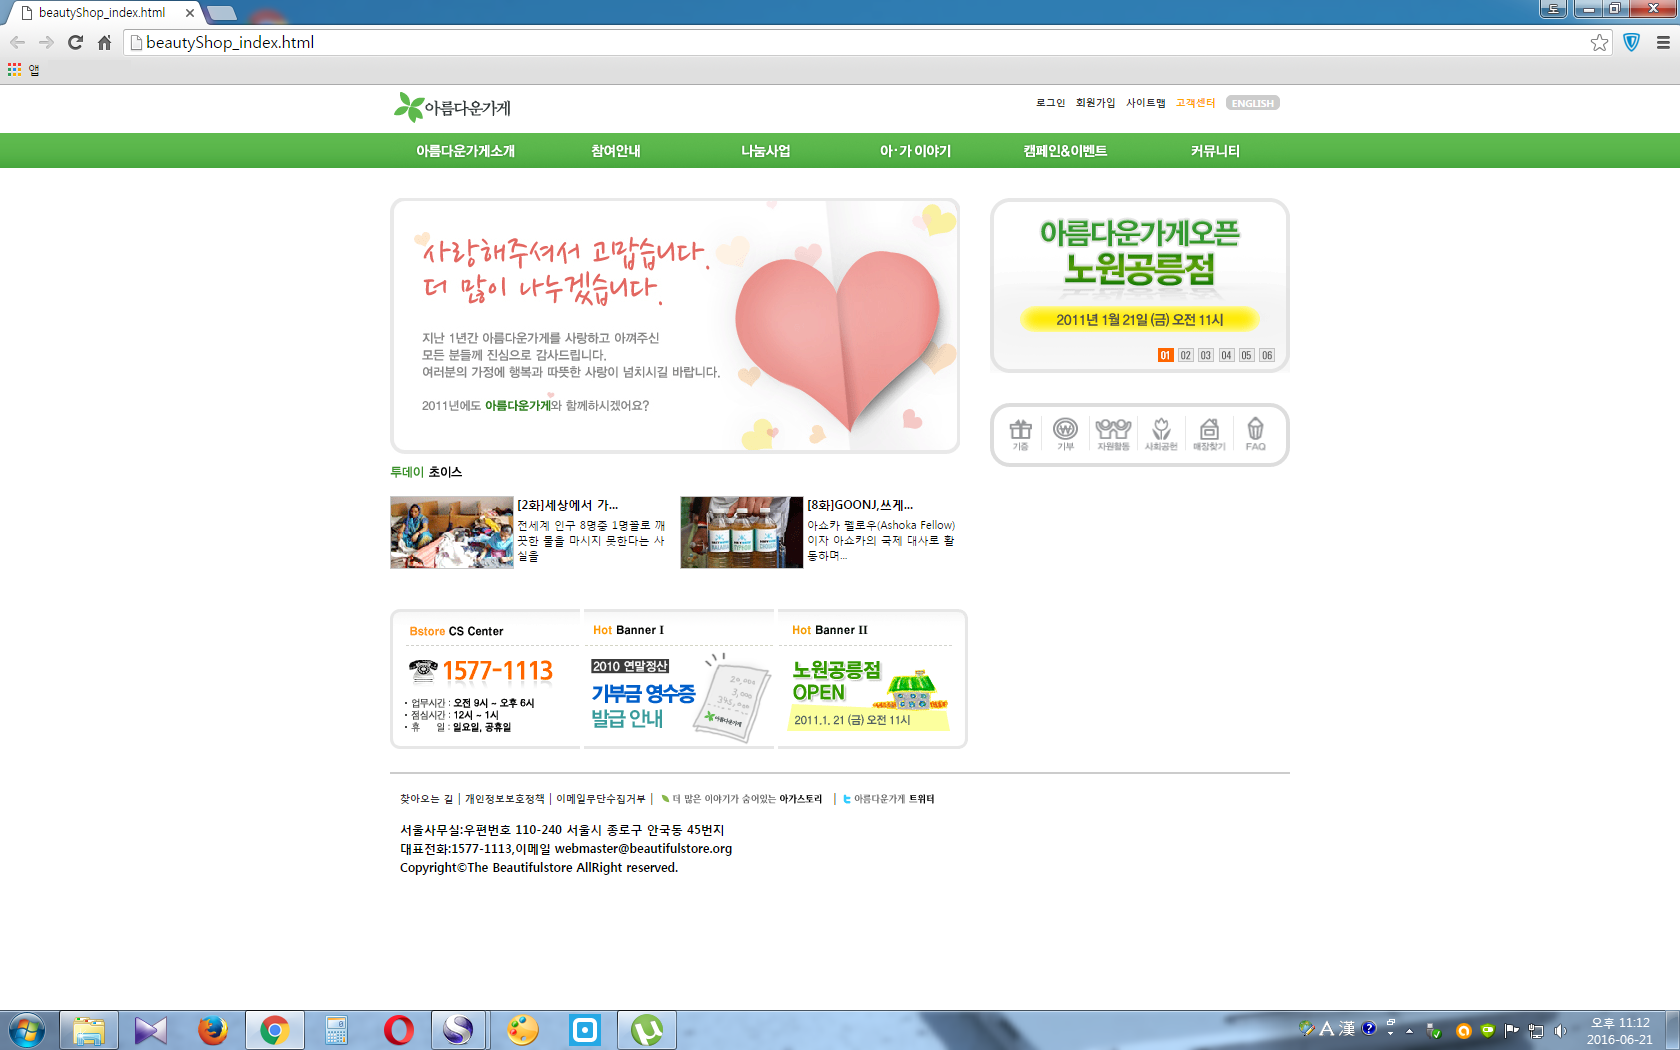 beautyShop_index.html
beautyShop_index.html
앱
아름다운가게
로그인 회원가입 사이트맵 고객센터 ENGLISH
아름다운가게소개 참여안내 나눔사업 아·가 이야기 캠페인&이벤트 커뮤니티
사랑해주셔서 고맙습니다.
더 많이 나누겠습니다.
지난 1년간 아름다운가게를 사랑하고 아껴주신
모든 분들께 진심으로 감사드립니다.
여러분의 가정에 행복과 따뜻한 사랑이 넘치시길 바랍니다.
2011년에도 아름다운가게와 함께하시겠어요?
아름다운가게오픈
노원공릉점
2011년 1월 21일 (금) 오전 11시
01 02 03 04 05 06
기증 기부 자원활동 사회공헌 매장찾기 FAQ
투데이 초이스
[2화]세상에서 가...
전세계 인구 8명중 1명꼴로 깨
끗한 물을 마시지 못한다는 사
실을
[8화]GOONJ,쓰게...
아쇼카 펠로우(Ashoka Fellow)
이자 아쇼카의 국제 대사로 활
동하며...
Bstore CS Center
1577-1113
· 업무시간 : 오전 9시 ~ 오후 6시
· 점심시간 : 12시 ~ 1시
· 휴 일 : 일요일, 공휴일
Hot Banner I
2010 연말정산
기부금 영수증
발급 안내
아름다운가게
Hot Banner II
노원공릉점
OPEN
2011.1. 21 (금) 오전 11시
찾아오는 길 | 개인정보보호정책 | 이메일무단수집거부 | 더 많은 이야기가 숨어있는 아가스토리 | 아름다운가게 트위터
서울사무실:우편번호 110-240 서울시 종로구 안국동 45번지
대표전화:1577-1113,이메일 webmaster@beautifulstore.org
Copyright©The Beautifulstore AllRight reserved.
A 漢
오후 11:12
2016-06-21